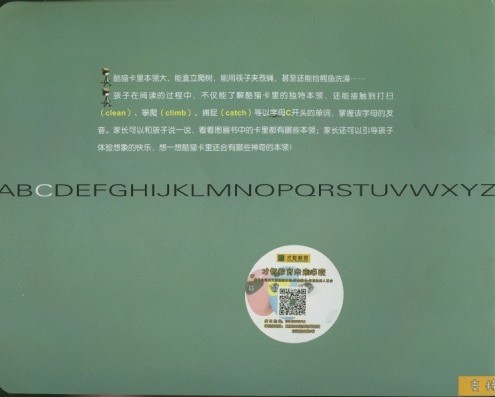 酷猫卡里本领大，能直立爬树，能用筷子夹苍蝇，甚至还能给鳄鱼洗澡……
孩子在阅读的过程中，不仅能了解酷猫卡里的独特本领，还能接触到打扫
（clean）、攀爬（climb）、捕捉（catch）等以字母C开头的单词，掌握该字母的发
音。家长可以和孩子说一说，看看图画书中的卡里都有哪些本领；家长还可以引导孩子
体验想象的快乐，想一想酷猫卡里还会有哪些神奇的本领！
ABCDEFGHIJKLMNOPQRSTUVWXYZ